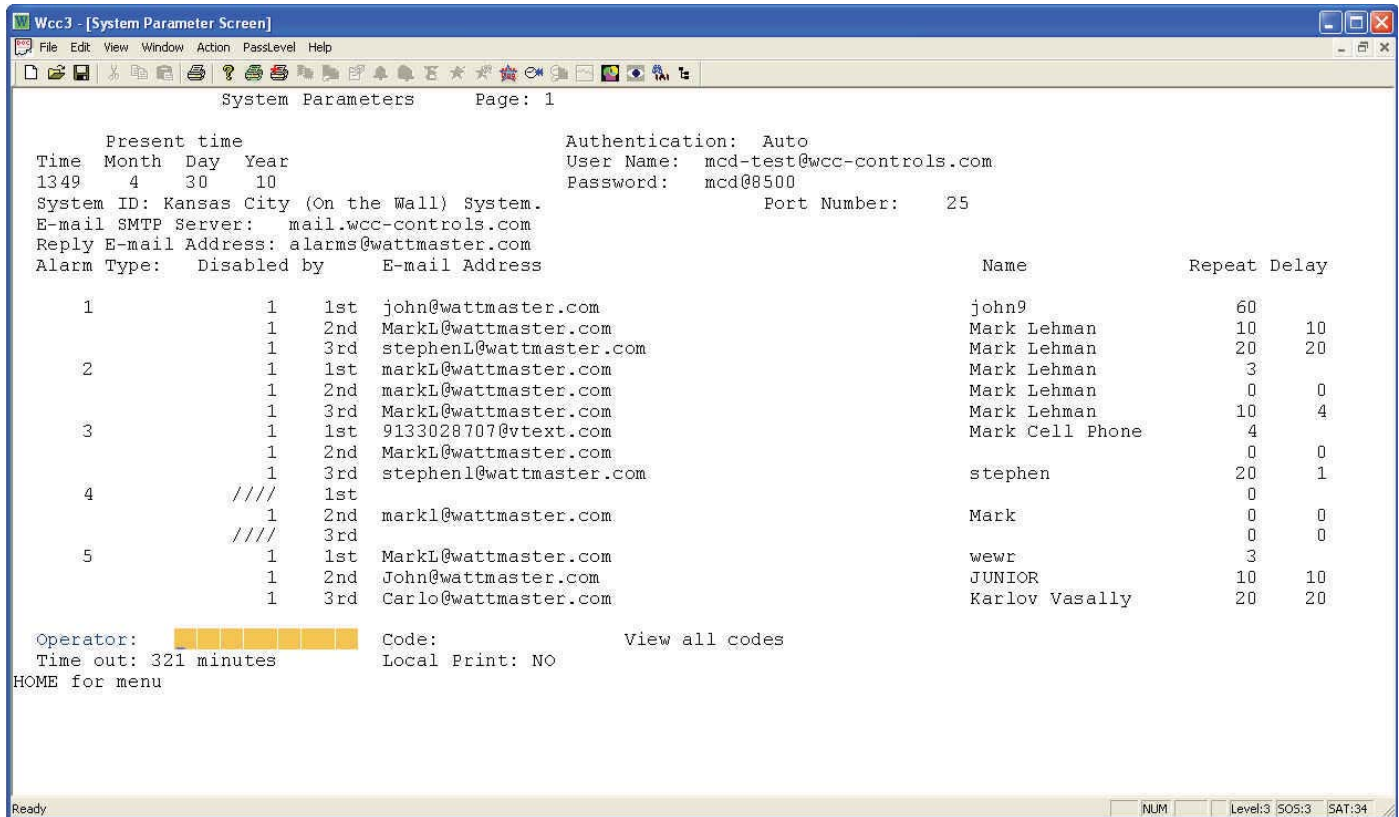 Wcc3 - [System Parameter Screen]
File Edit View Window Action PassLevel Help
System Parameters Page: 1
Present time Authentication: Auto
Time Month Day Year User Name: mcd-test@wcc-controls.com
1349 4 30 10 Password: mcd@8500
System ID: Kansas City (On the Wall) System. Port Number: 25
E-mail SMTP Server: mail.wcc-controls.com
Reply E-mail Address: alarms@wattmaster.com
Alarm Type: Disabled by E-mail Address Name Repeat Delay
1 1 1st john@wattmaster.com john9 60
1 2nd MarkL@wattmaster.com Mark Lehman 10 10
1 3rd stephenL@wattmaster.com Mark Lehman 20 20
2 1 1st markL@wattmaster.com Mark Lehman 3
1 2nd markL@wattmaster.com Mark Lehman 0 0
1 3rd MarkL@wattmaster.com Mark Lehman 10 4
3 1 1st 9133028707@vtext.com Mark Cell Phone 4
1 2nd MarkL@wattmaster.com 0 0
1 3rd stephenl@wattmaster.com stephen 20 1
4 //// 1st 0
1 2nd markl@wattmaster.com Mark 0 0
//// 3rd 0 0
5 1 1st MarkL@wattmaster.com wewr 3
1 2nd John@wattmaster.com JUNIOR 10 10
1 3rd Carlo@wattmaster.com Karlov Vasally 20 20
Operator: Code: View all codes
Time out: 321 minutes Local Print: NO
HOME for menu
Ready NUM Level:3 SOS:3 SAT:34